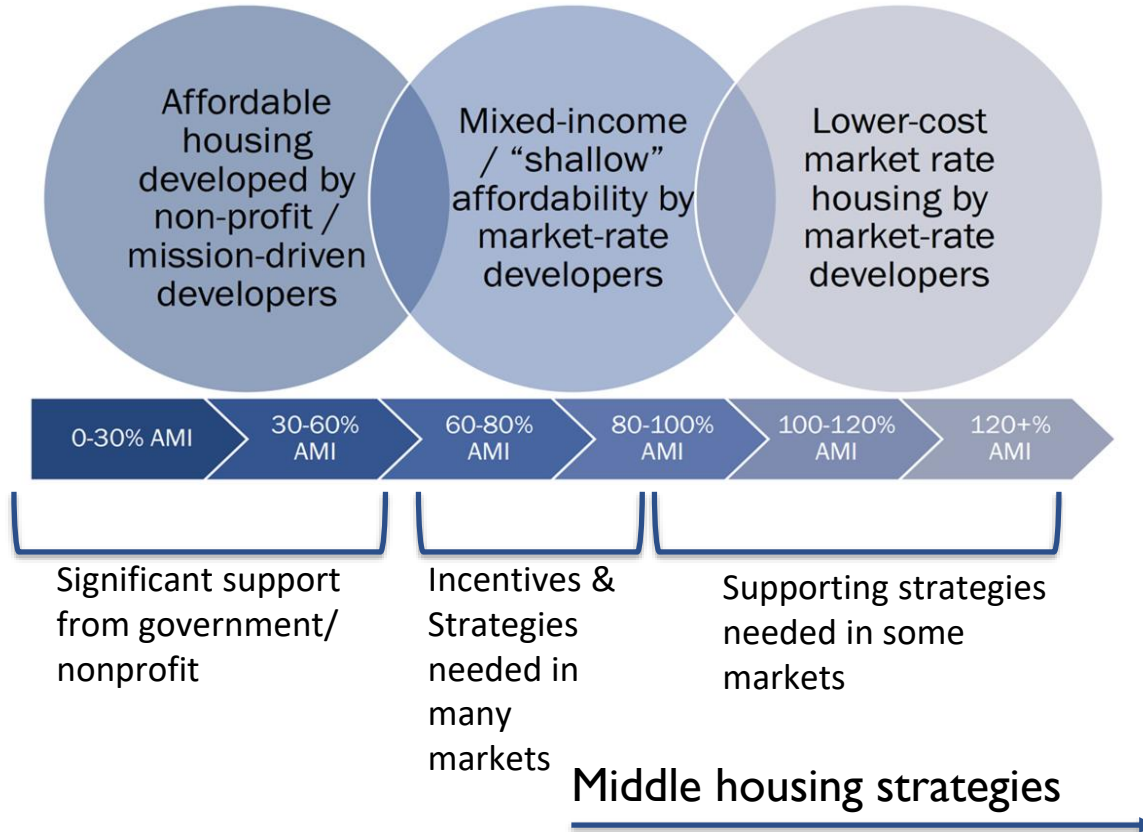 Affordable
housing
developed by
non-profit /
mission-driven
developers
Mixed-income
/ “shallow”
affordability by
market-rate
developers
Lower-cost
market rate
housing by
market-rate
developers
0-30% AMI
30-60%
AMI
60-80%
AMI
80-100%
AMI
100-120%
AMI
120+%
AMI
Significant support
from government/
nonprofit
Incentives &
Strategies
needed in
many
markets
Supporting strategies
needed in some
markets
Middle housing strategies